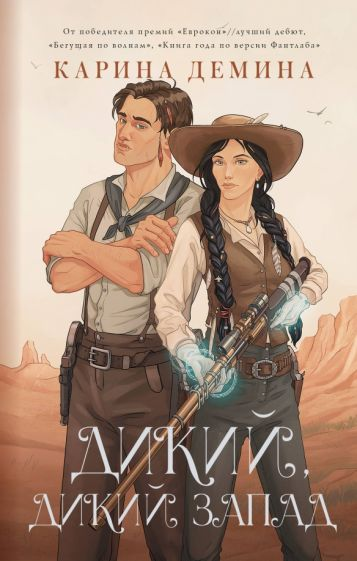 От победителя премий «Еврокон»//лучший дебют,
«Бегущая по волнам», «Книга года по версии Фантлаба»
КАРИНА ДЕМИНА
ДИКИЙ,
ДИКИЙ ЗАПАД